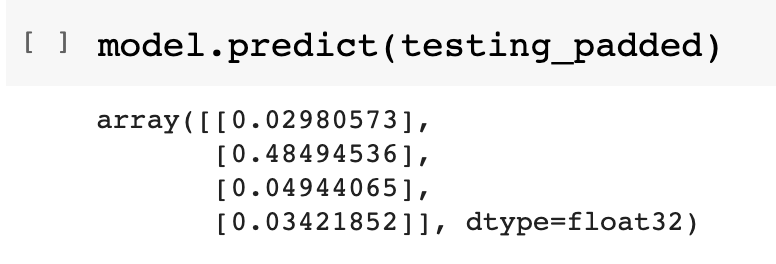 [ ] model.predict(testing_padded)
array([[0.02980573],
[0.48494536],
[0.04944065],
[0.03421852]], dtype=float32)